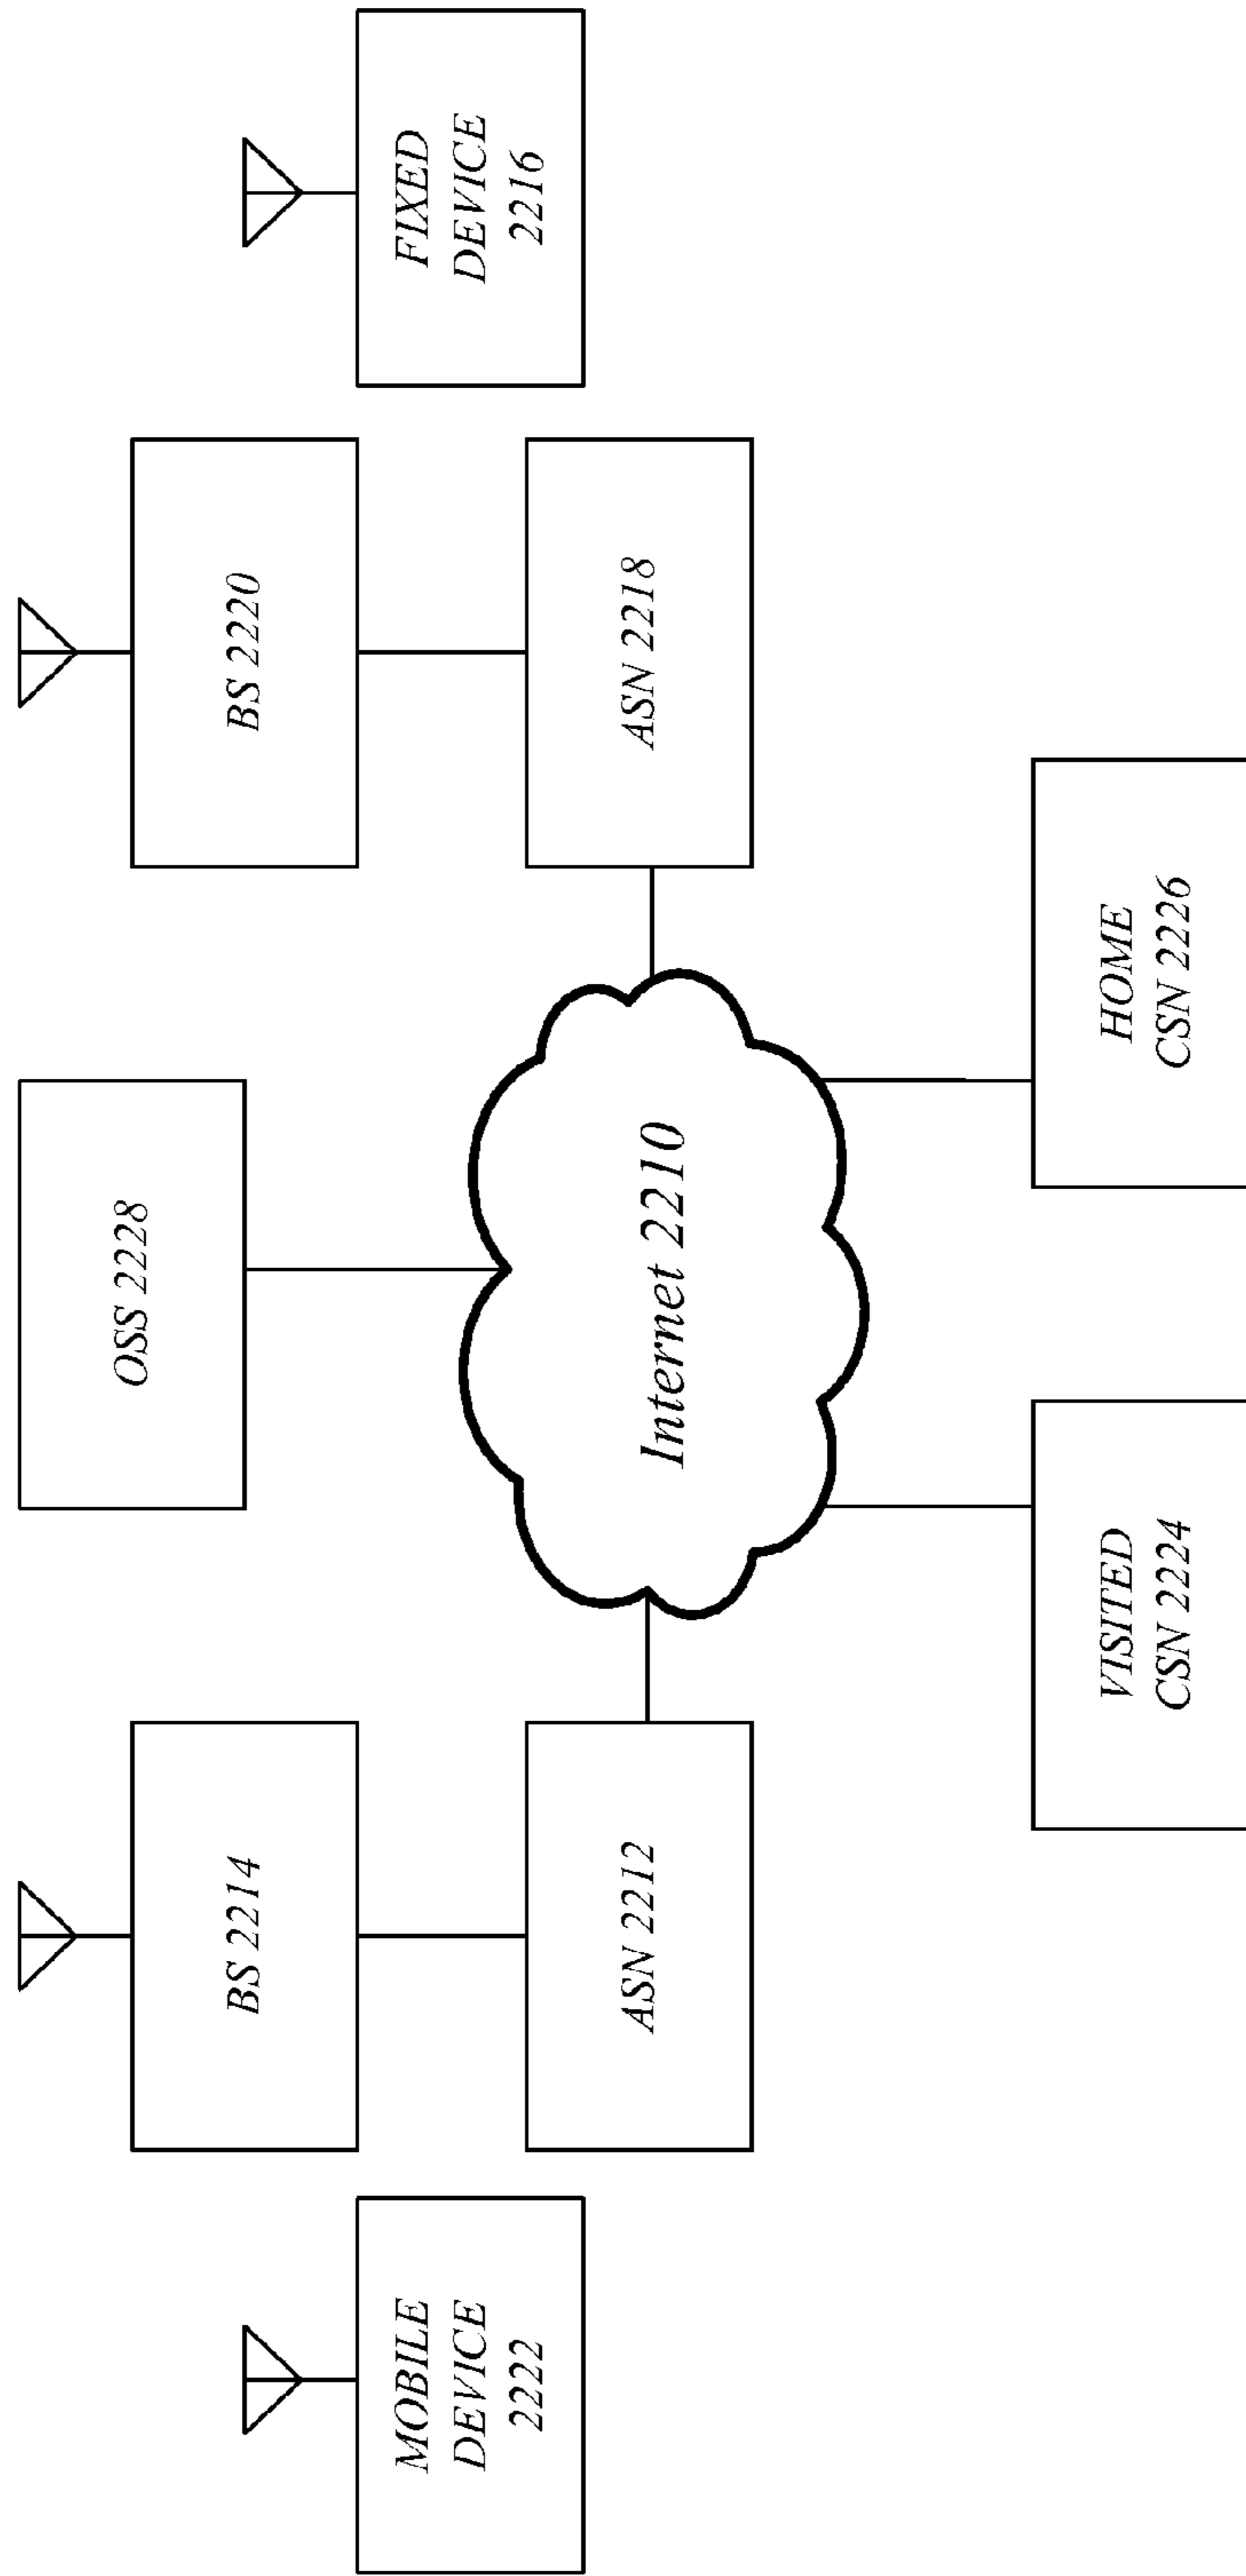 OSS 2228
BS 2214
BS 2220
MOBILE
DEVICE
2222
FIXED
DEVICE
2216
ASN 2212
Internet 2210
ASN 2218
VISITED
CSN 2224
HOME
CSN 2226